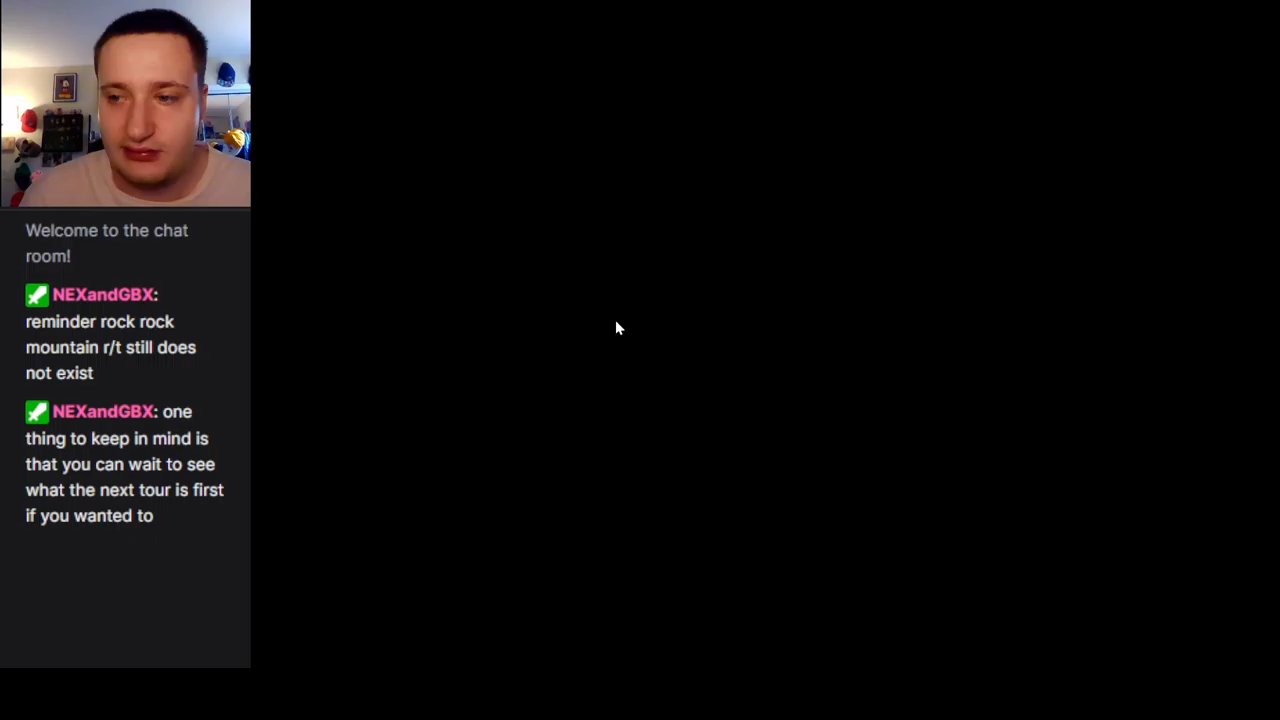 Welcome to the chat
room!
NEXandGBX:
reminder rock rock
mountain r/t still does
not exist
NEXandGBX: one
thing to keep in mind is
that you can wait to see
what the next tour is first
if you wanted to